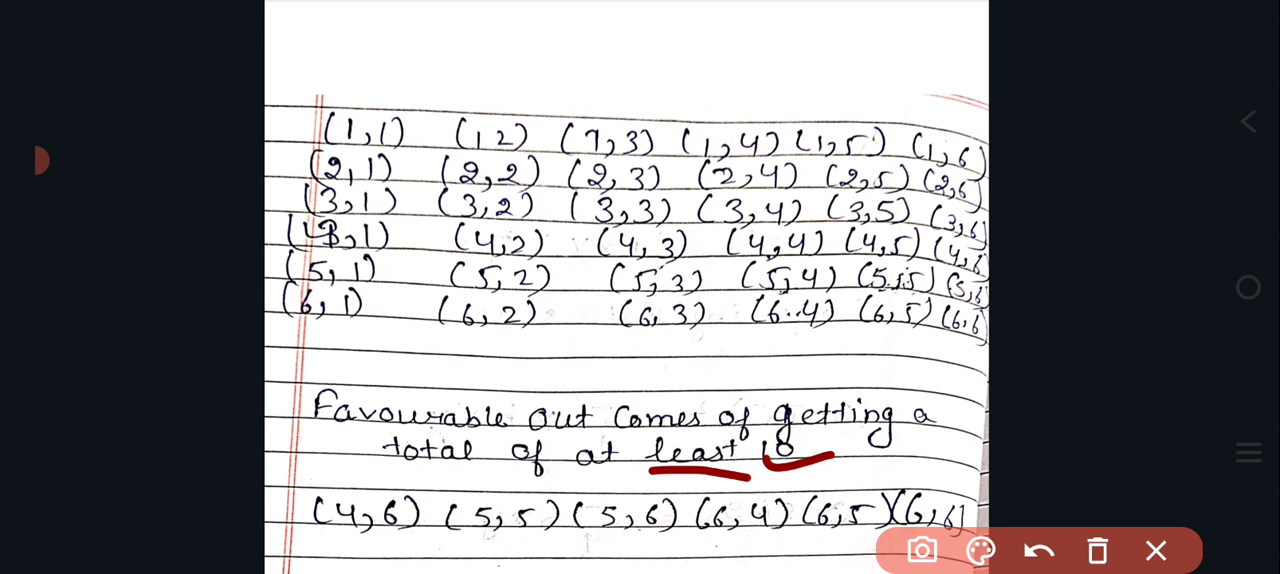 (1,1) (1,2) (1,3) (1,4) (1,5) (1,6)
(2,1) (2,2) (2,3) (2,4) (2,5) (2,6)
(3,1) (3,2) (3,3) (3,4) (3,5) (3,6)
(4,1) (4,2) (4,3) (4,4) (4,5) (4,6)
(5,1) (5,2) (5,3) (5,4) (5,5) (5,6)
(6,1) (6,2) (6,3) (6,4) (6,5) (6,6)
Favourable out comes of getting a
total of at least 10
(4,6) (5,5) (5,6) (6,4) (6,5)(6,6)